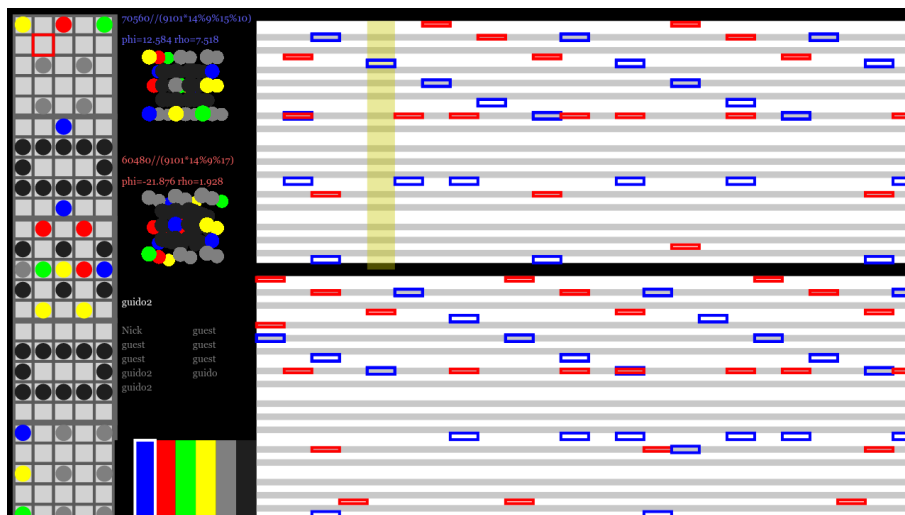 70560//(9101*14%9%15%10)
phi=12.584 rho=7.518
60480//(9101*14%9%17)
phi=-21.876 rho=1.928
guido2
Nick guest
guest guest
guest guest
guido2 guido
guido2